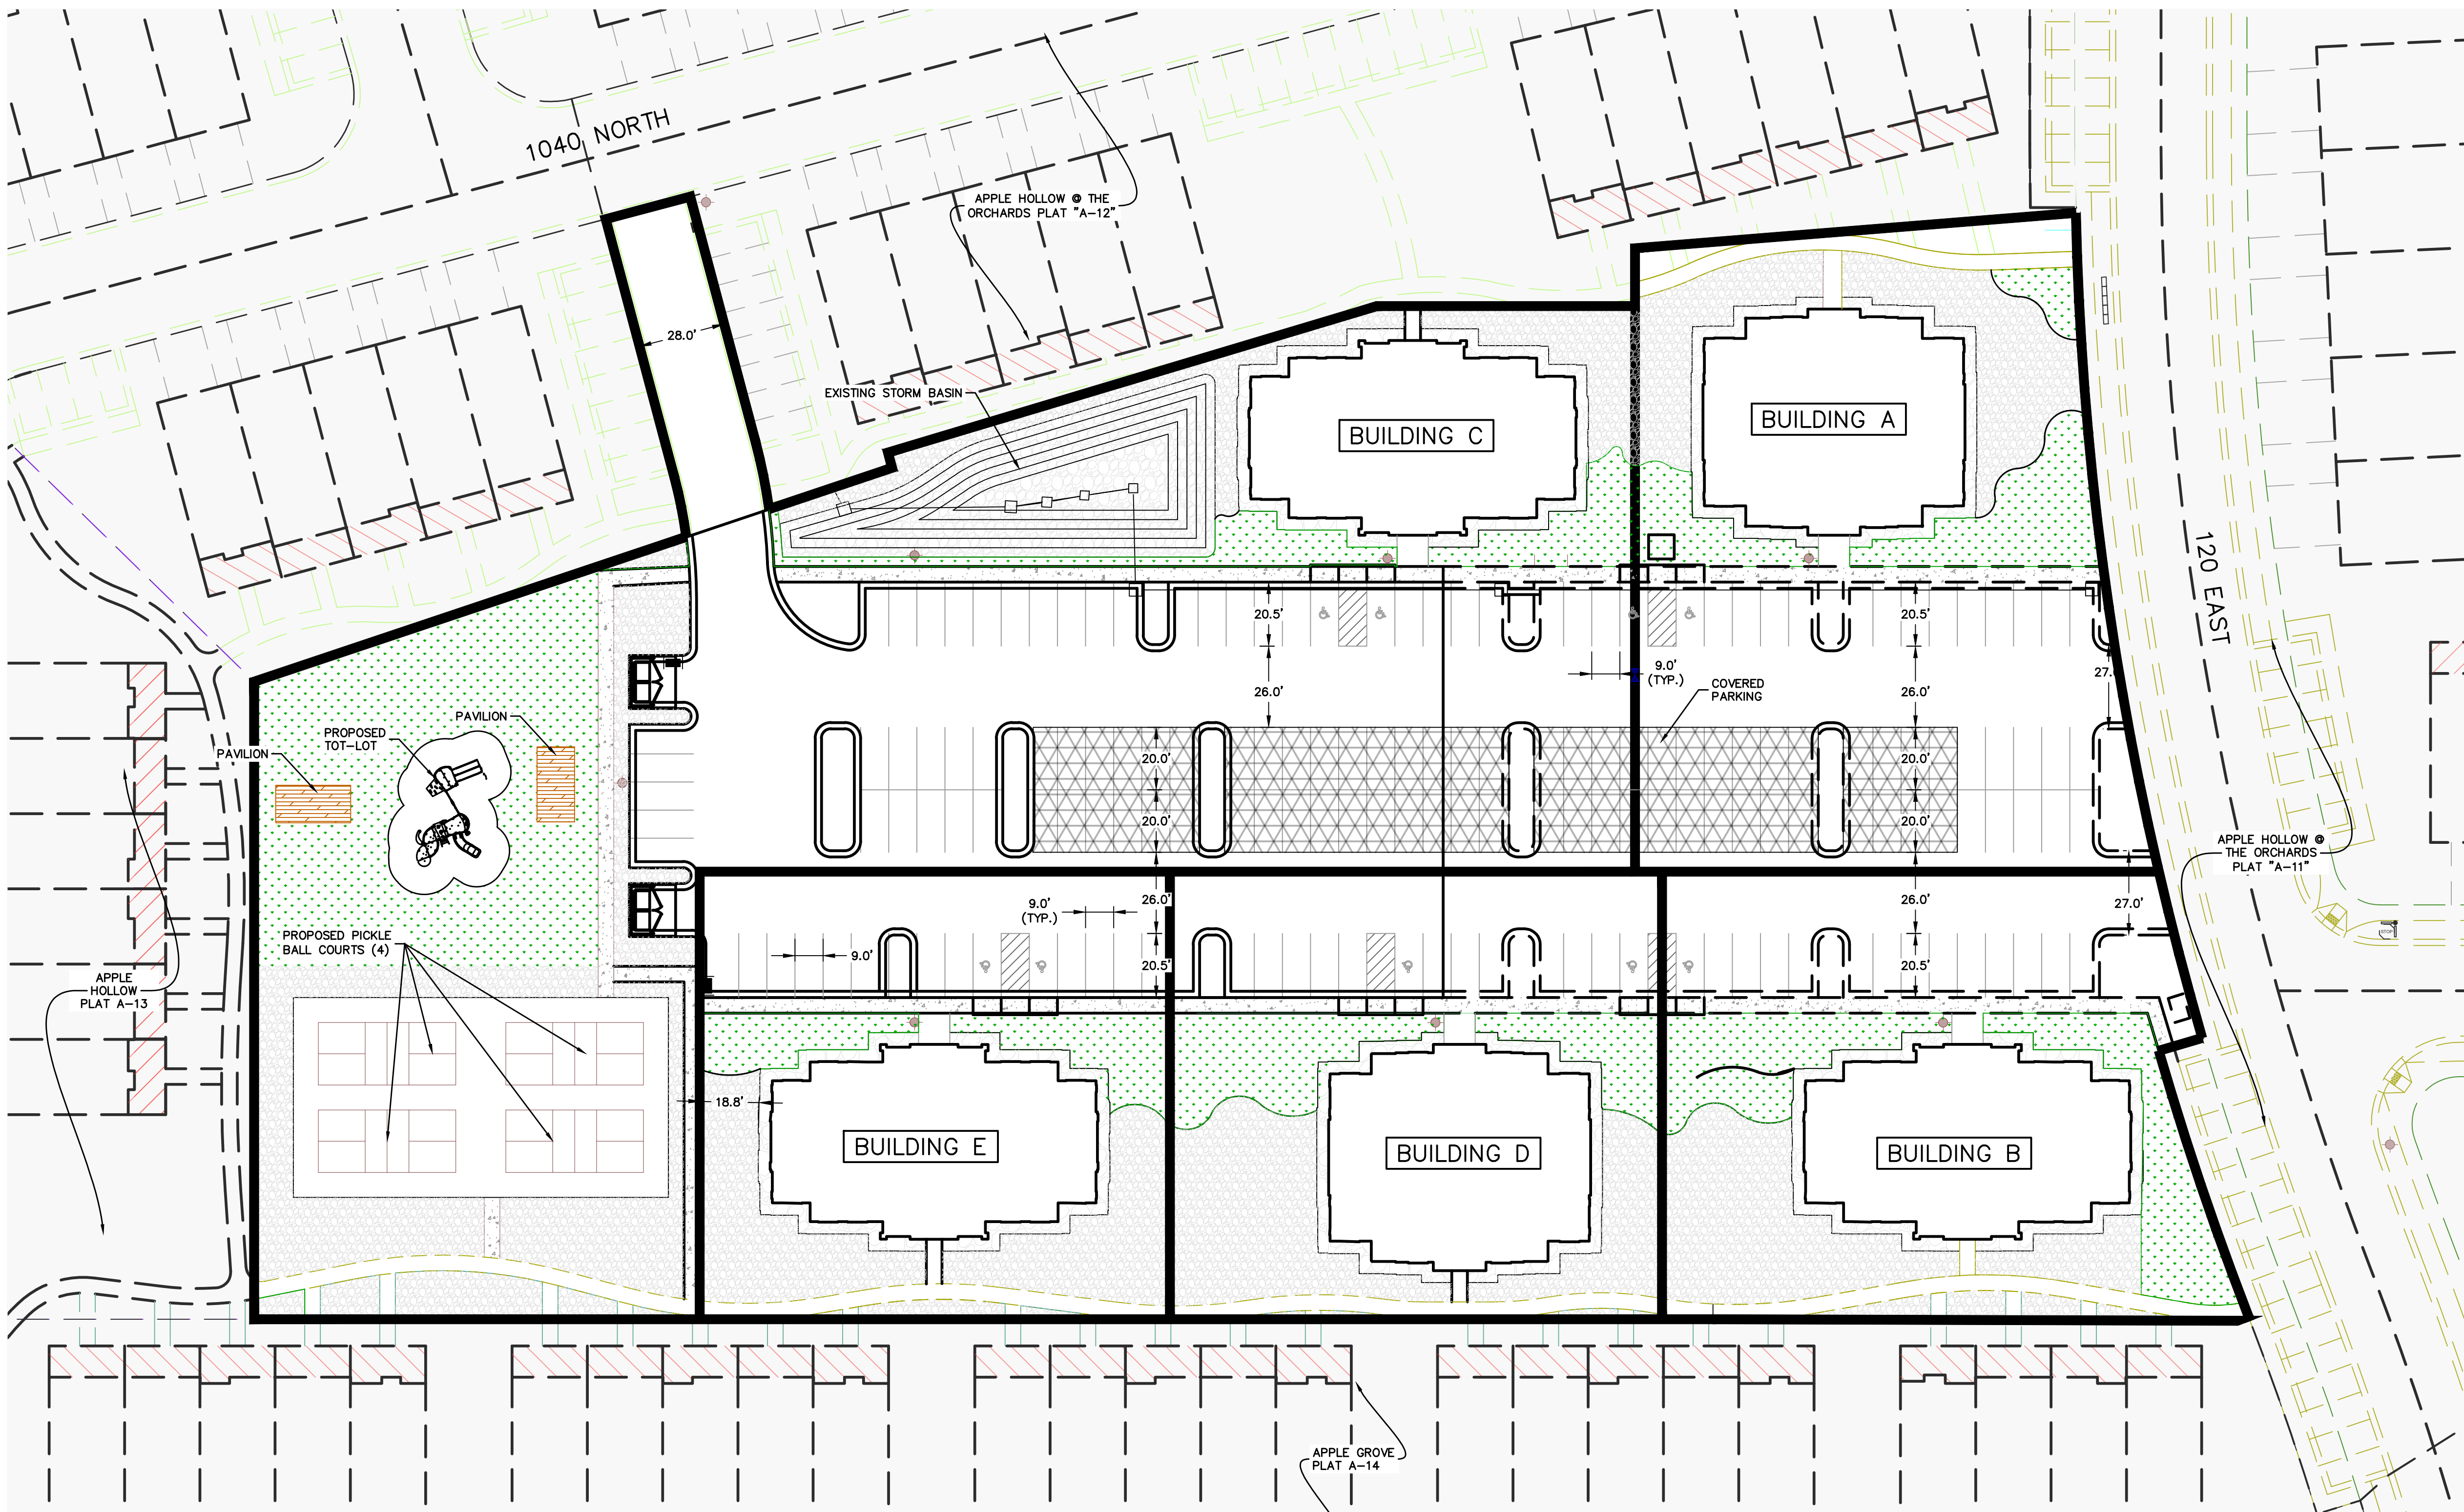 1040 NORTH
APPLE HOLLOW @ THE
ORCHARDS PLAT "A-12"
28.0'
EXISTING STORM BASIN
BUILDING C
BUILDING A
120 EAST
20.5'
20.5'
9.0'
(TYP.)
26.0'
COVERED
PARKING
26.0'
27.
PAVILION
PROPOSED
TOT-LOT
PAVILION
20.0'
20.0'
20.0'
20.0'
APPLE HOLLOW @
THE ORCHARDS
PLAT "A-11"
9.0'
(TYP.)
26.0'
26.0'
27.0'
STOP
PROPOSED PICKLE
BALL COURTS (4)
9.0'
20.5'
20.5'
APPLE
HOLLOW
PLAT A-13
18.8'
BUILDING E
BUILDING D
BUILDING B
APPLE GROVE
PLAT A-14